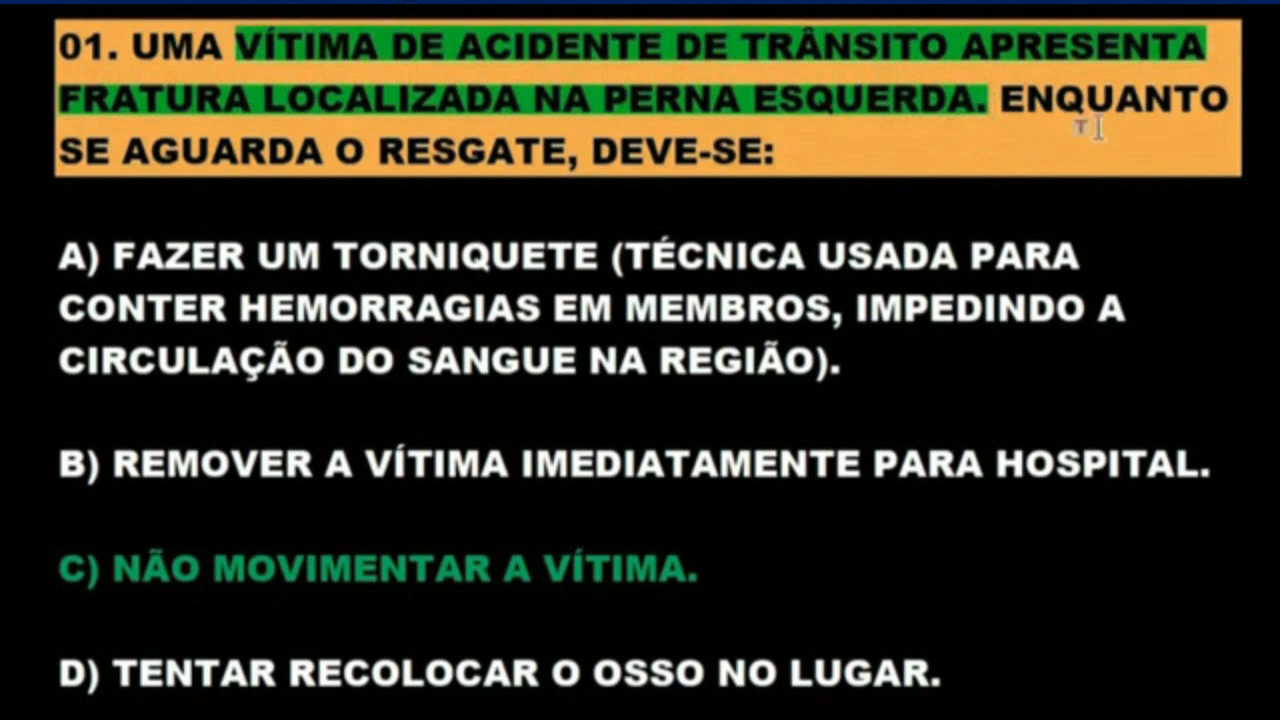 01. UMA VÍTIMA DE ACIDENTE DE TRÂNSITO APRESENTA
FRATURA LOCALIZADA NA PERNA ESQUERDA. ENQUANTO
SE AGUARDA O RESGATE, DEVE-SE:
A) FAZER UM TORNIQUETE (TÉCNICA USADA PARA
CONTER HEMORRAGIAS EM MEMBROS, IMPEDINDO A
CIRCULAÇÃO DO SANGUE NA REGIÃO).
B) REMOVER A VÍTIMA IMEDIATAMENTE PARA HOSPITAL.
C) NÃO MOVIMENTAR A VÍTIMA.
D) TENTAR RECOLOCAR O OSSO NO LUGAR.